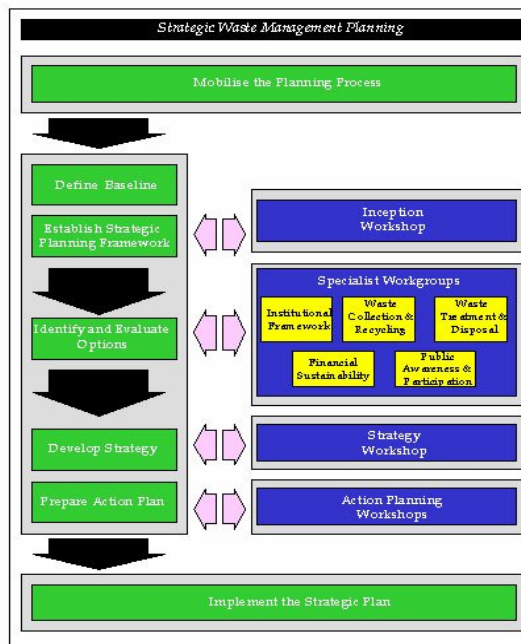 Strategic Waste Management Planning
Mobilise the Planning Process
Define Baseline
Establish Strategic
Planning Framework
Inception
Workshop
Specialist Workgroups
Institutional
Framework
Waste
Collection &
Recycling
Waste
Treatment &
Disposal
Identify and Evaluate
Options
Financial
Sustainability
Public
Awareness &
Participation
Develop Strategy
Strategy
Workshop
Prepare Action Plan
Action Planning
Workshops
Implement the Strategic Plan